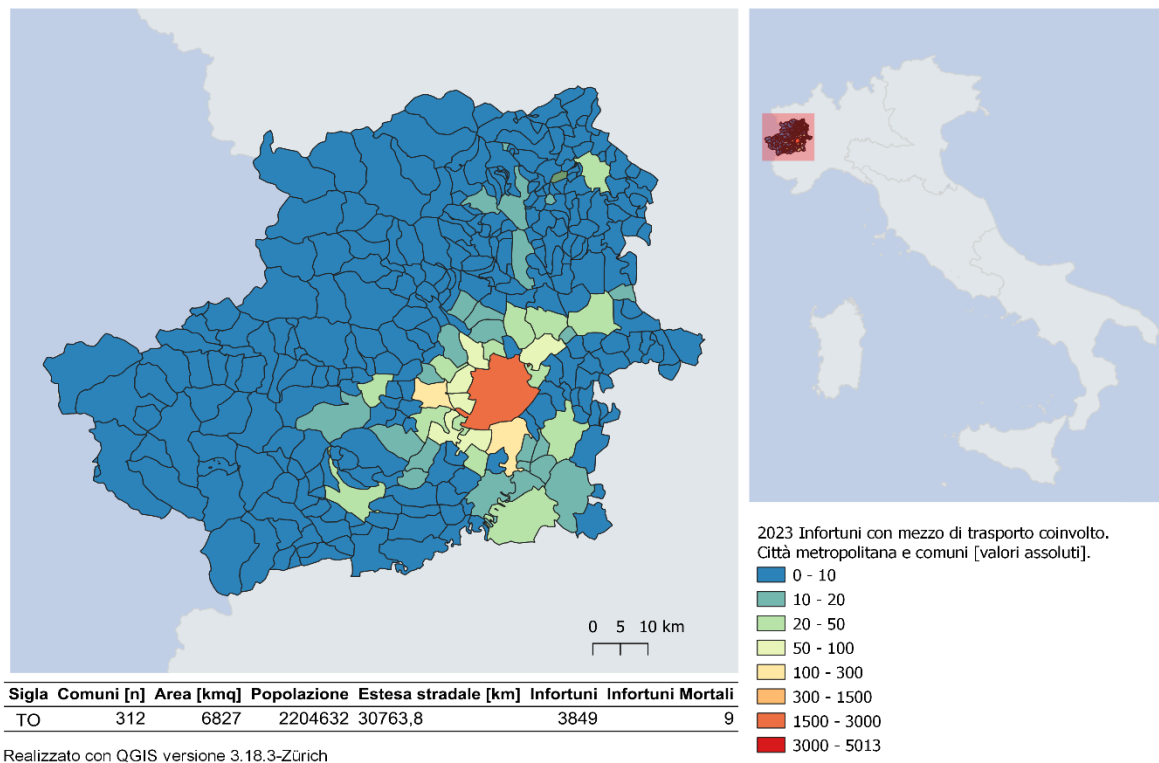 0 5 10 km
Sigla Comuni [n] Area [kmq] Popolazione Estesa stradale [km] Infortuni Infortuni Mortali
TO 312 6827 2204632 30763,8 3849 9
Realizzato con QGIS versione 3.18.3-Zürich
2023 Infortuni con mezzo di trasporto coinvolto.
Città metropolitana e comuni [valori assoluti].
0 - 10
10 - 20
20 - 50
50 - 100
100 - 300
300 - 1500
1500 - 3000
3000 - 5013